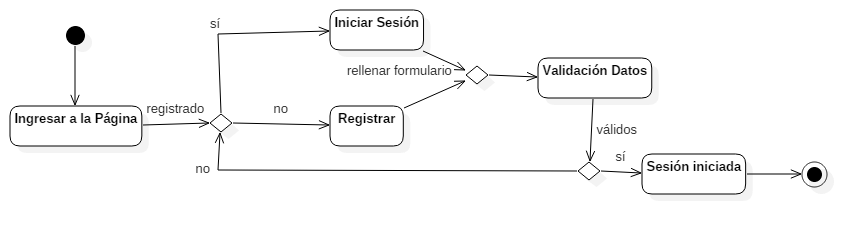 sí
Iniciar Sesión
rellenar formulario
Validación Datos
Ingresar a la Página
registrado
no
Registrar
válidos
sí
no
Sesión iniciada